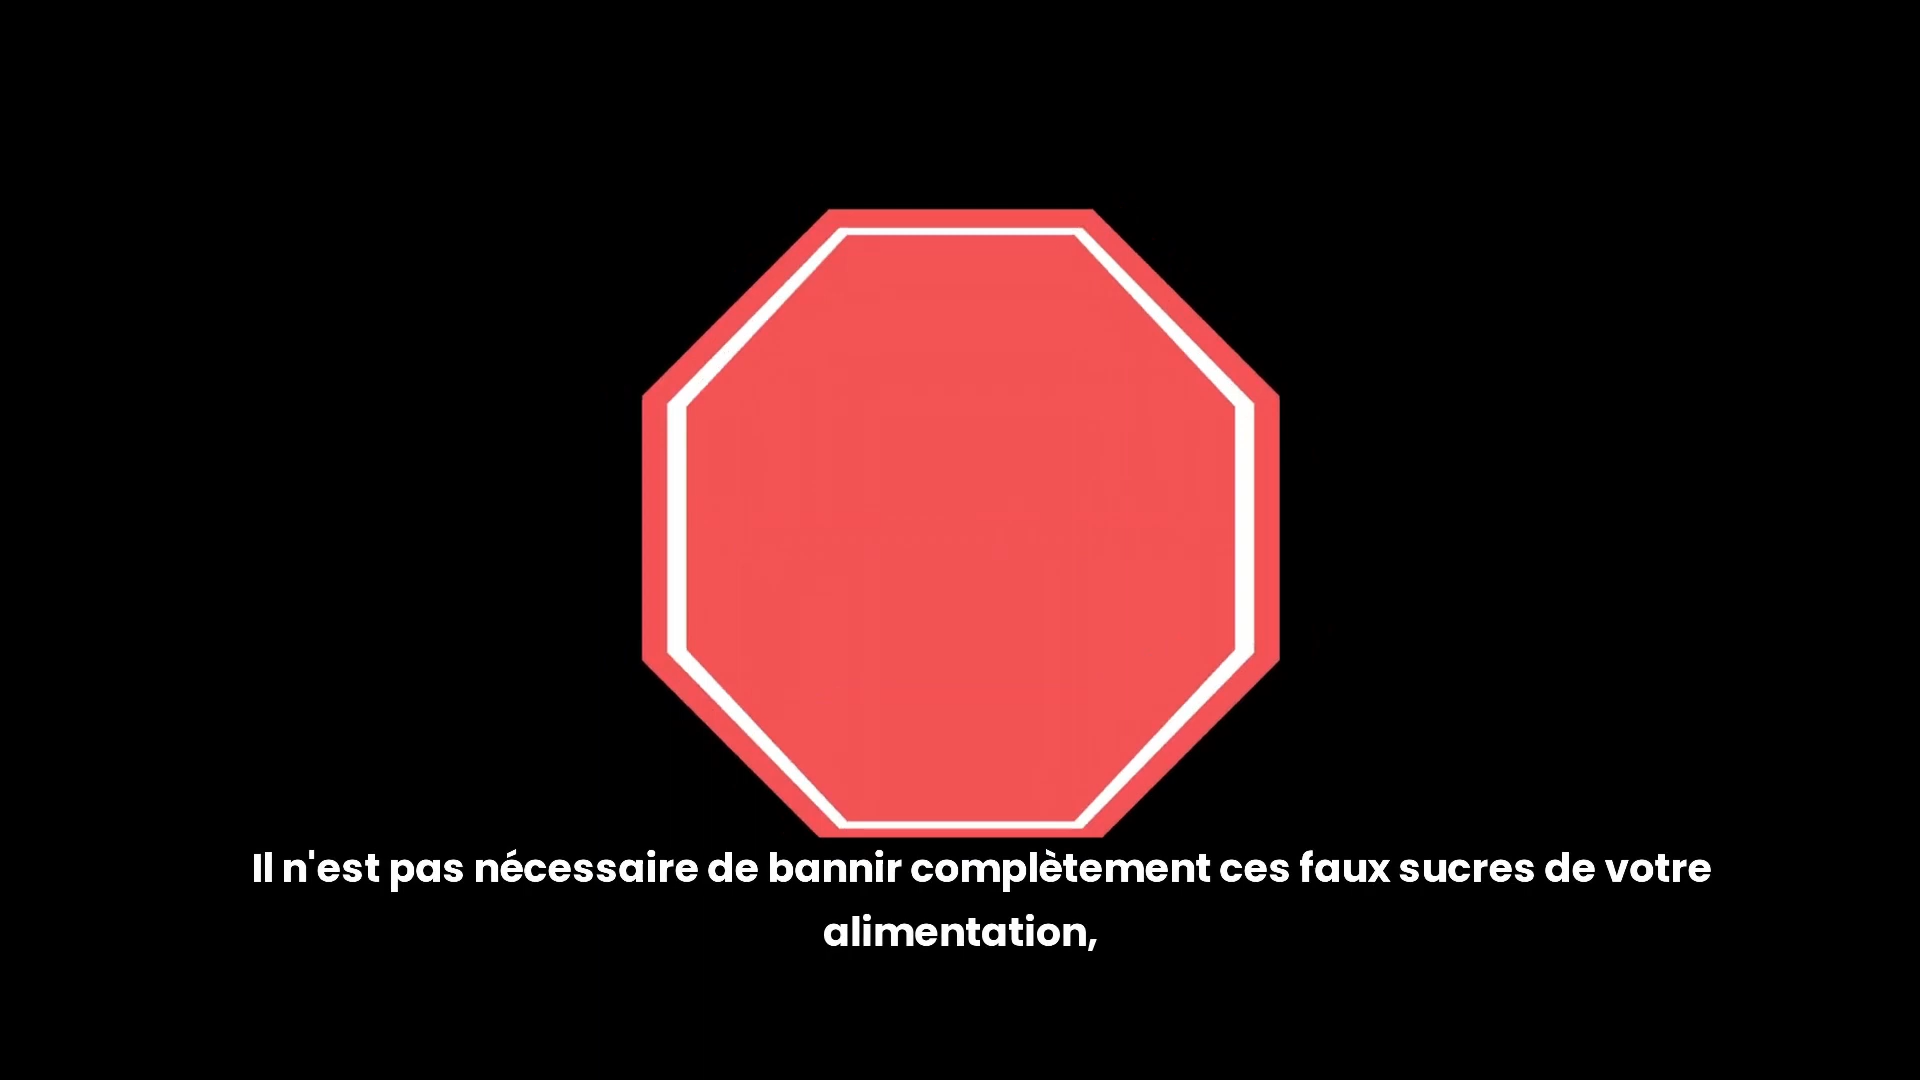 Il n'est pas nécessaire de bannir complètement ces faux sucres de votre
alimentation,